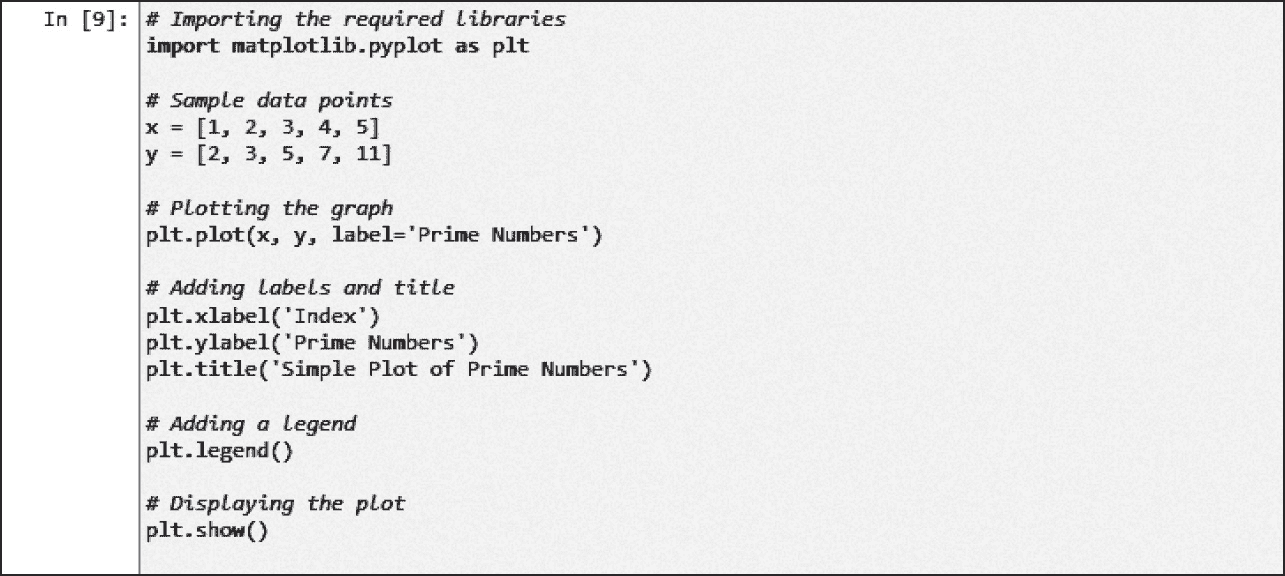 In [9]: # Importing the required libraries
import matplotlib.pyplot as plt
# Sample data points
x = [1, 2, 3, 4, 5]
y = [2, 3, 5, 7, 11]
# Plotting the graph
plt.plot(x, y, label='Prime Numbers')
# Adding labels and title
plt.xlabel('Index')
plt.ylabel('Prime Numbers')
plt.title('Simple Plot of Prime Numbers')
# Adding a legend
plt.legend()
# Displaying the plot
plt.show()